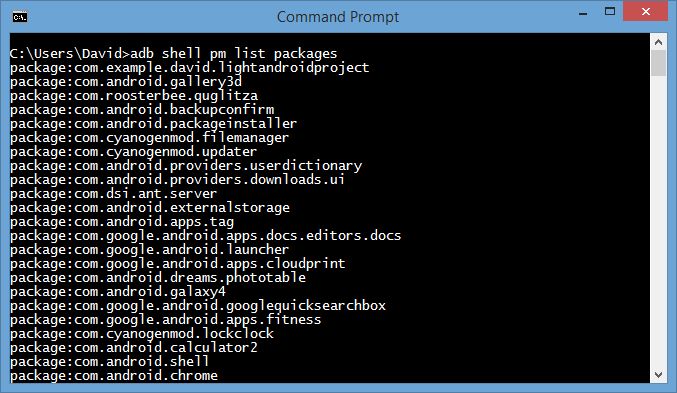 Command Prompt
C:\Users\David>adb shell pm list packages
package:com.example.david.lightandroidproject
package:com.android.gallery3d
package:com.roosterbee.quglitza
package:com.android.backupconfirm
package:com.android.packageinstaller
package:com.cyanogenmod.filemanager
package:com.cyanogenmod.updater
package:com.android.providers.userdictionary
package:com.android.providers.downloads.ui
package:com.dsi.ant.server
package:com.android.externalstorage
package:com.android.apps.tag
package:com.google.android.apps.docs.editors.docs
package:com.google.android.launcher
package:com.google.android.apps.cloudprint
package:com.android.dreams.phototable
package:com.android.galaxy4
package:com.google.android.googlequicksearchbox
package:com.google.android.apps.fitness
package:com.cyanogenmod.lockclock
package:com.android.calculator2
package:com.android.shell
package:com.android.chrome